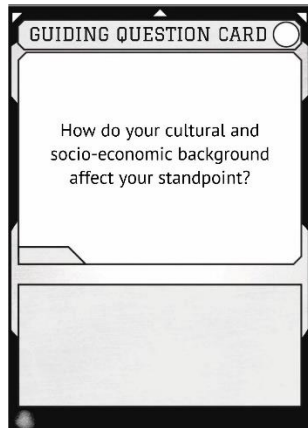 GUIDING QUESTION CARD
How do your cultural and
socio-economic background
affect your standpoint?